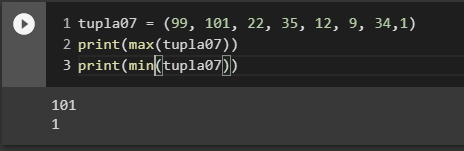 1 tupla07 = (99, 101, 22, 35, 12, 9, 34,1)
2 print(max(tupla07))
3 print(min(tupla07))
101
1